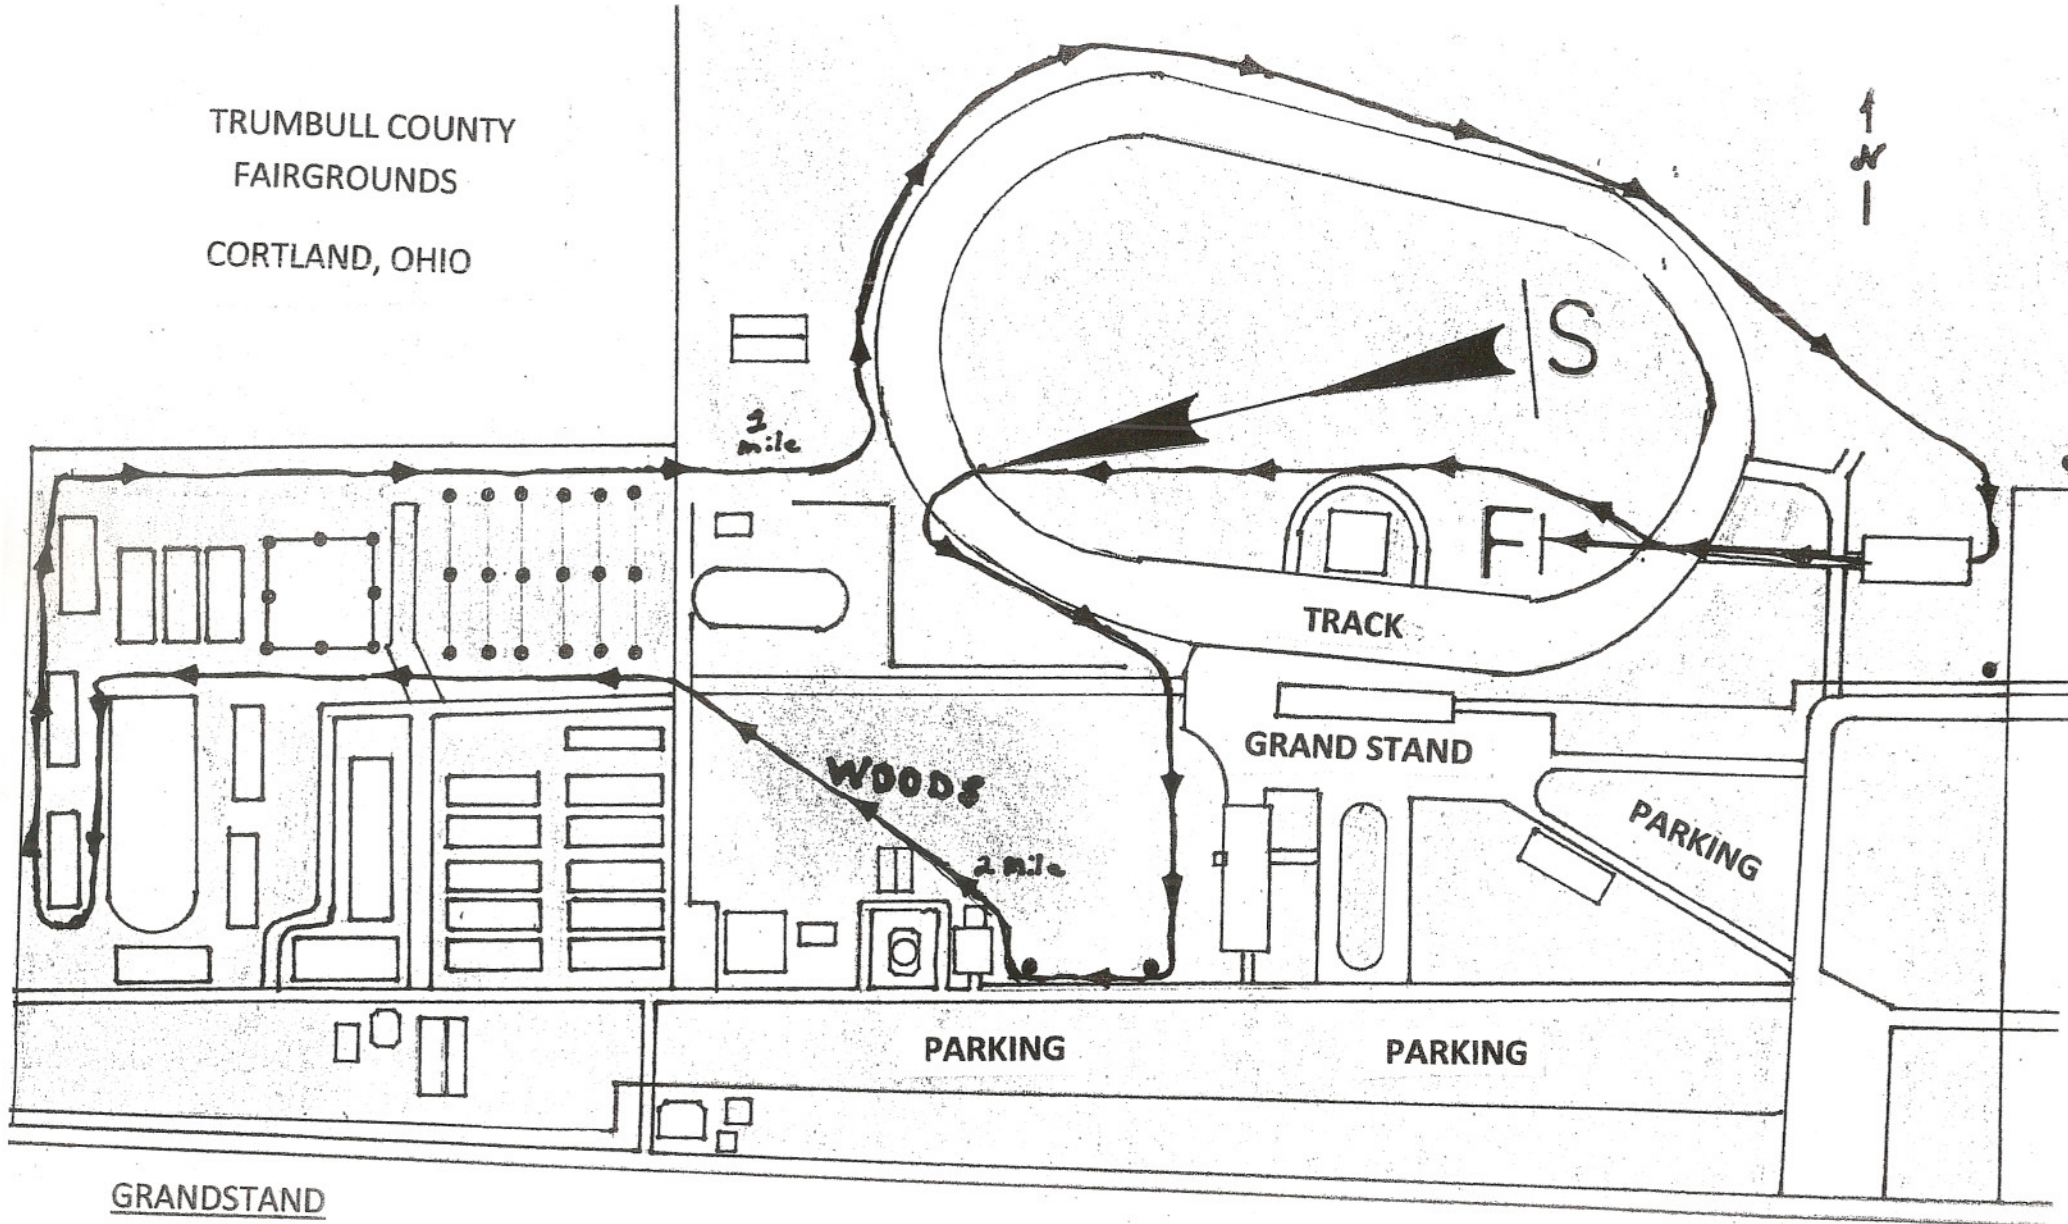 TRUMBULL COUNTY
FAIRGROUNDS
CORTLAND, OHIO
N
S
1
mile
F
TRACK
GRAND STAND
WOODS
PARKING
2 mile
PARKING
PARKING
GRANDSTAND